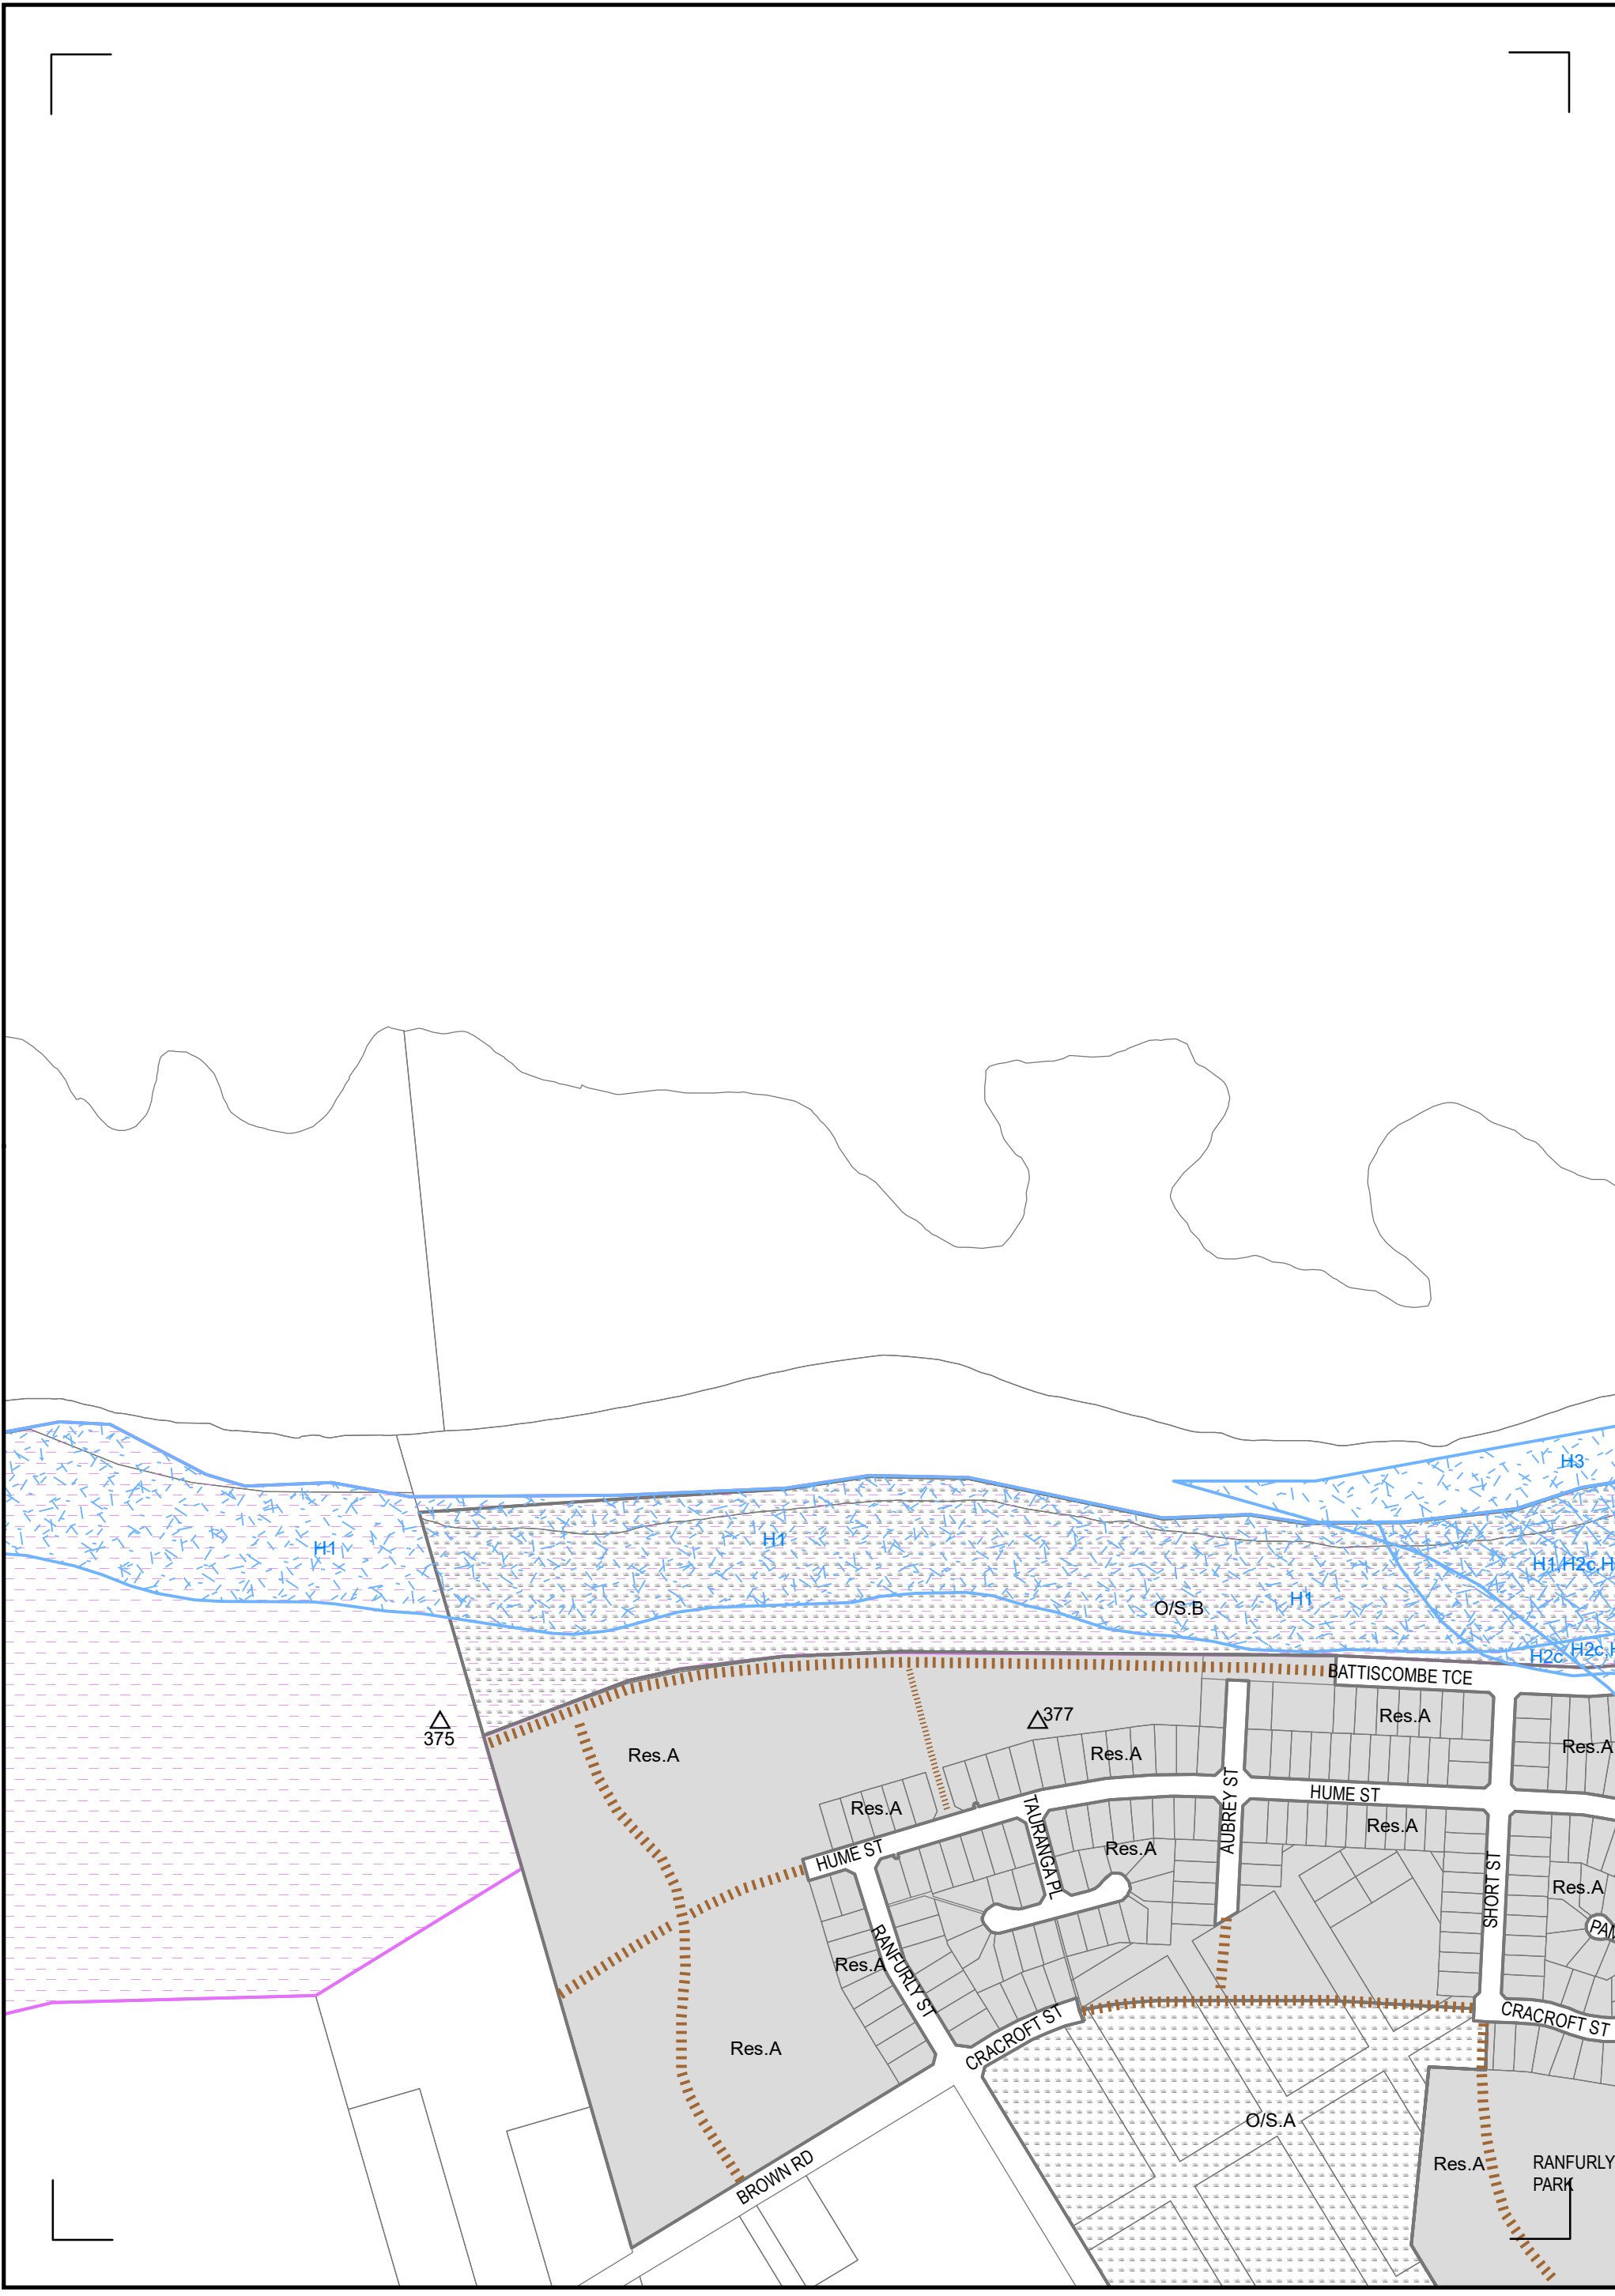 H3
H1
H1
H1,H2c,H
H1
O/S.B
H2c,H
H2c
BATTISCOMBE TCE
377
375
Res.A
Res.A
Res.A
Res.A
Res.A
HUME ST
AUBREY ST
TAURANGA PL
Res.A
Res.A
HUME ST
SHORT ST
Res.A
PAN
RANFURLY ST
Res.A
CRACROFT ST
CRACROFT ST
Res.A
O/S.A
BROWN RD
Res.A
RANFURLY
PARK